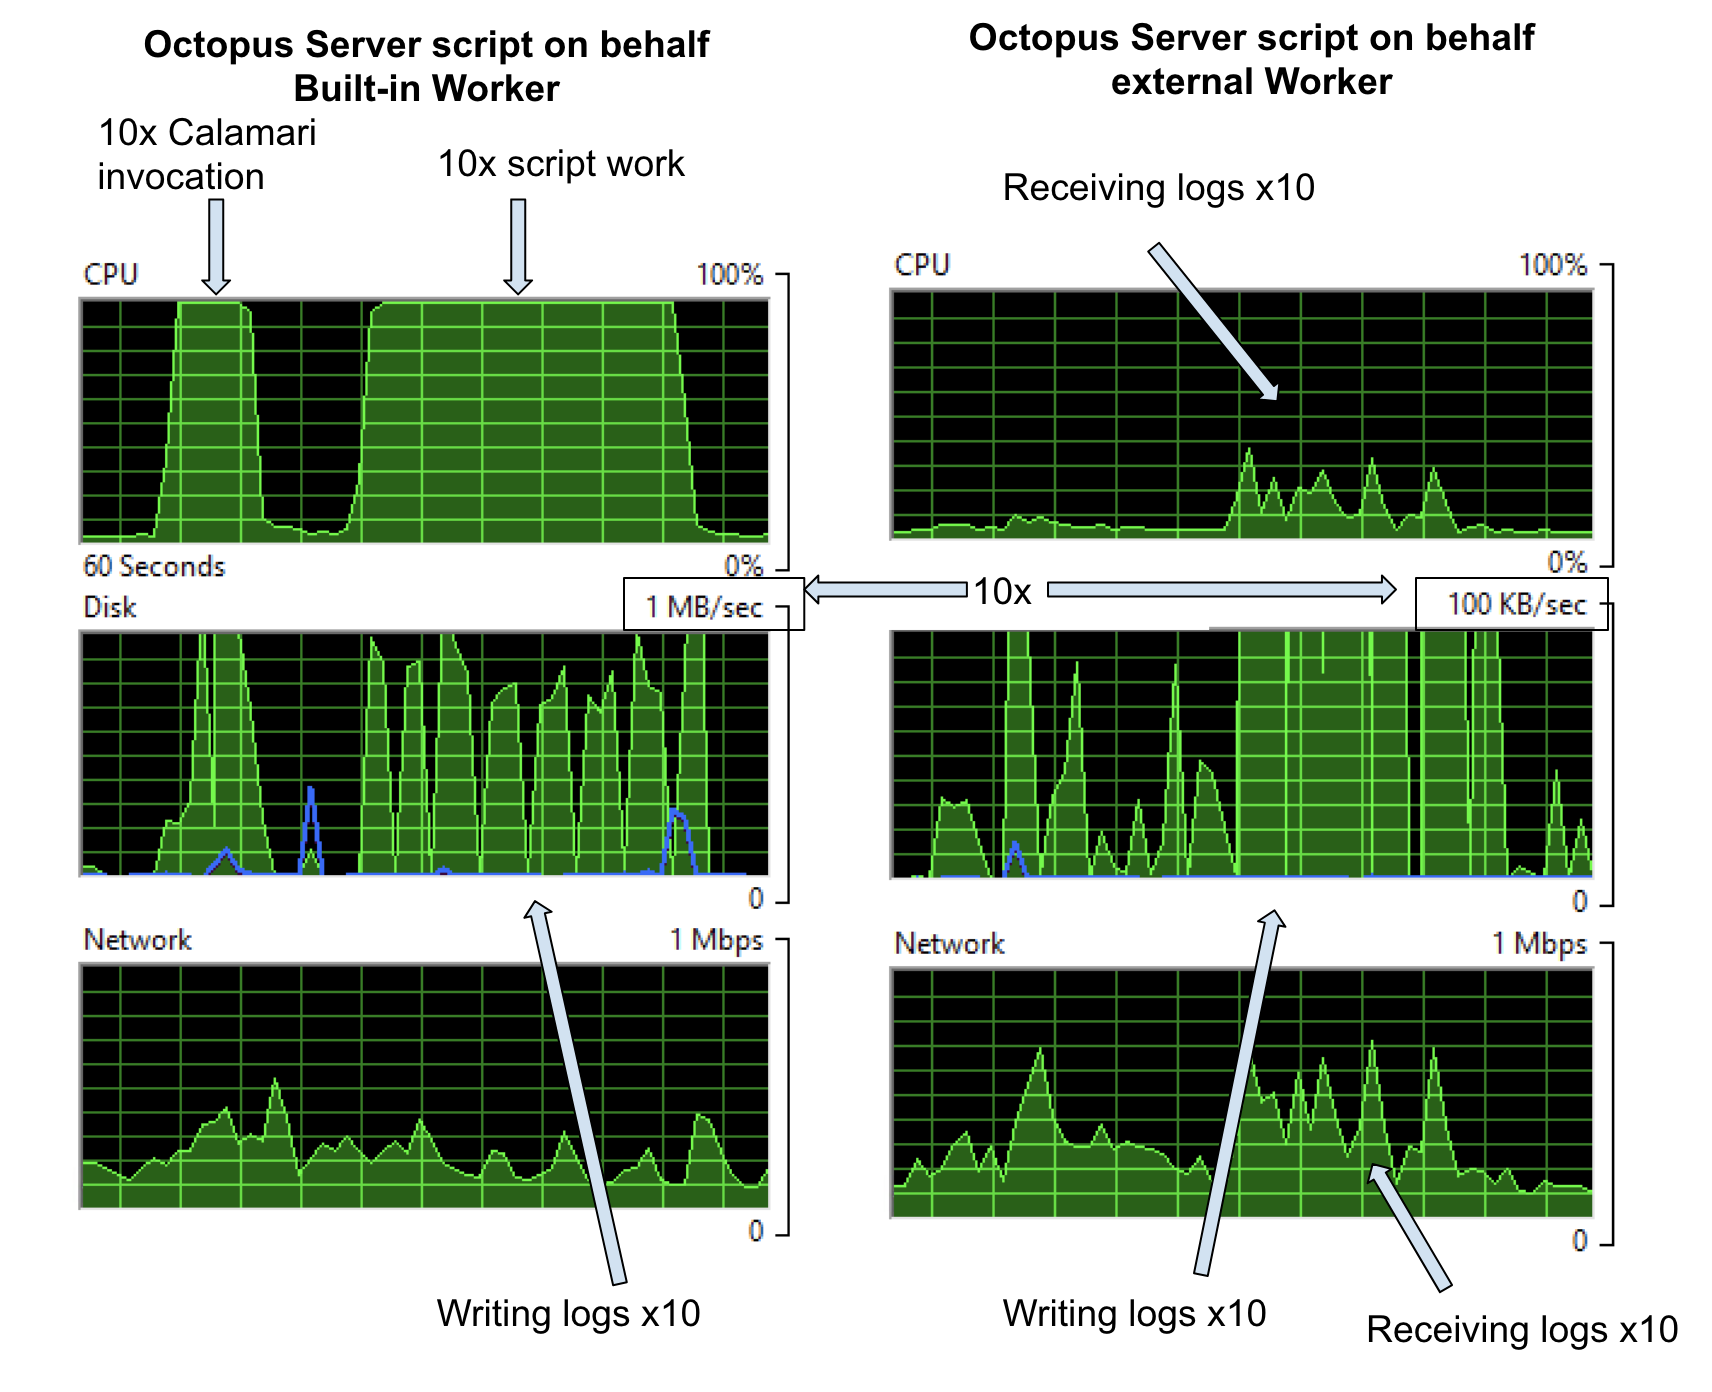 Octopus Server script on behalf
Built-in Worker
10x Calamari
invocation
10x script work
CPU
100%
60 Seconds
0%
Disk
1 MB/sec
0
Network
1 Mbps
0
Writing logs x10
10x
Octopus Server script on behalf
external Worker
Receiving logs x10
CPU
100%
0%
100 KB/sec
0
Network
1 Mbps
0
Writing logs x10
Receiving logs x10